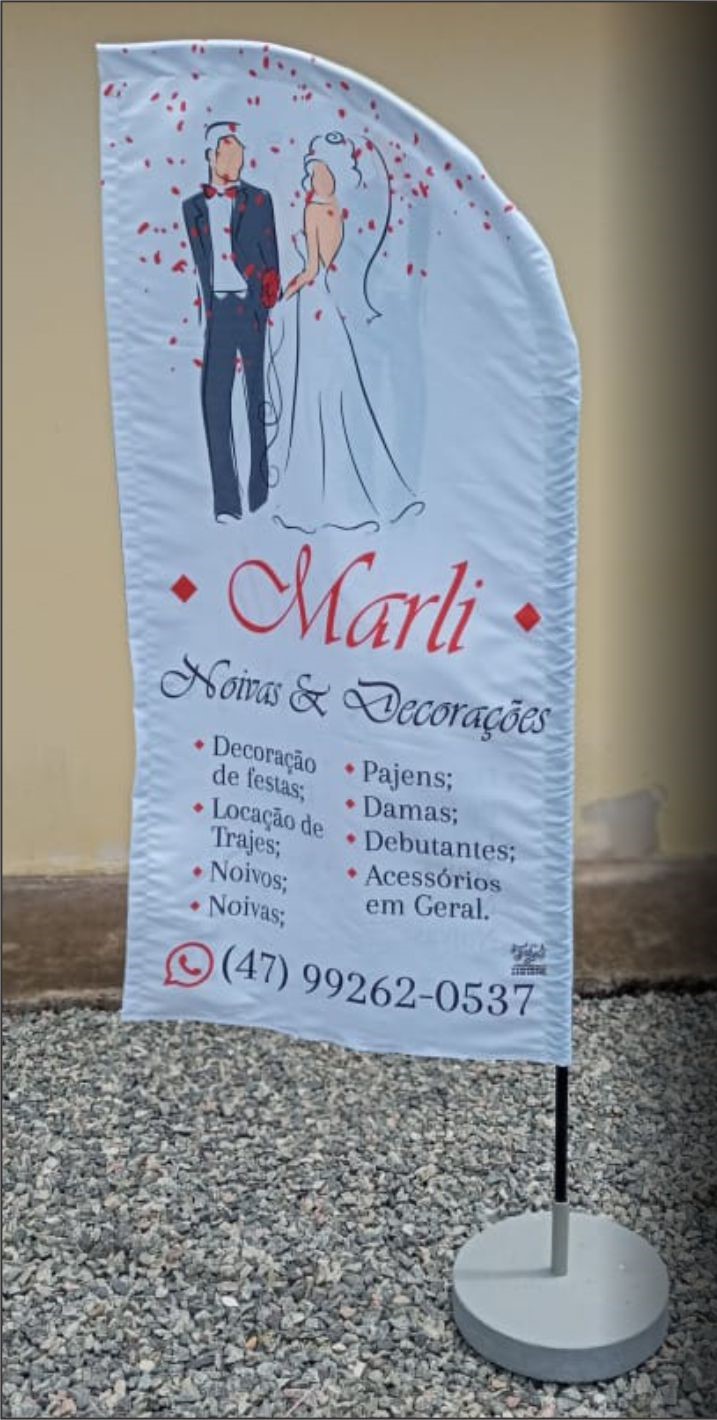 Marli
Noivas & Decorações
Decoração
de festas;
Locação de
Trajes;
Noivos;
Noivas;
Pajens;
Damas;
Debutantes;
Acessórios
em Geral.
(47) 99262-0537